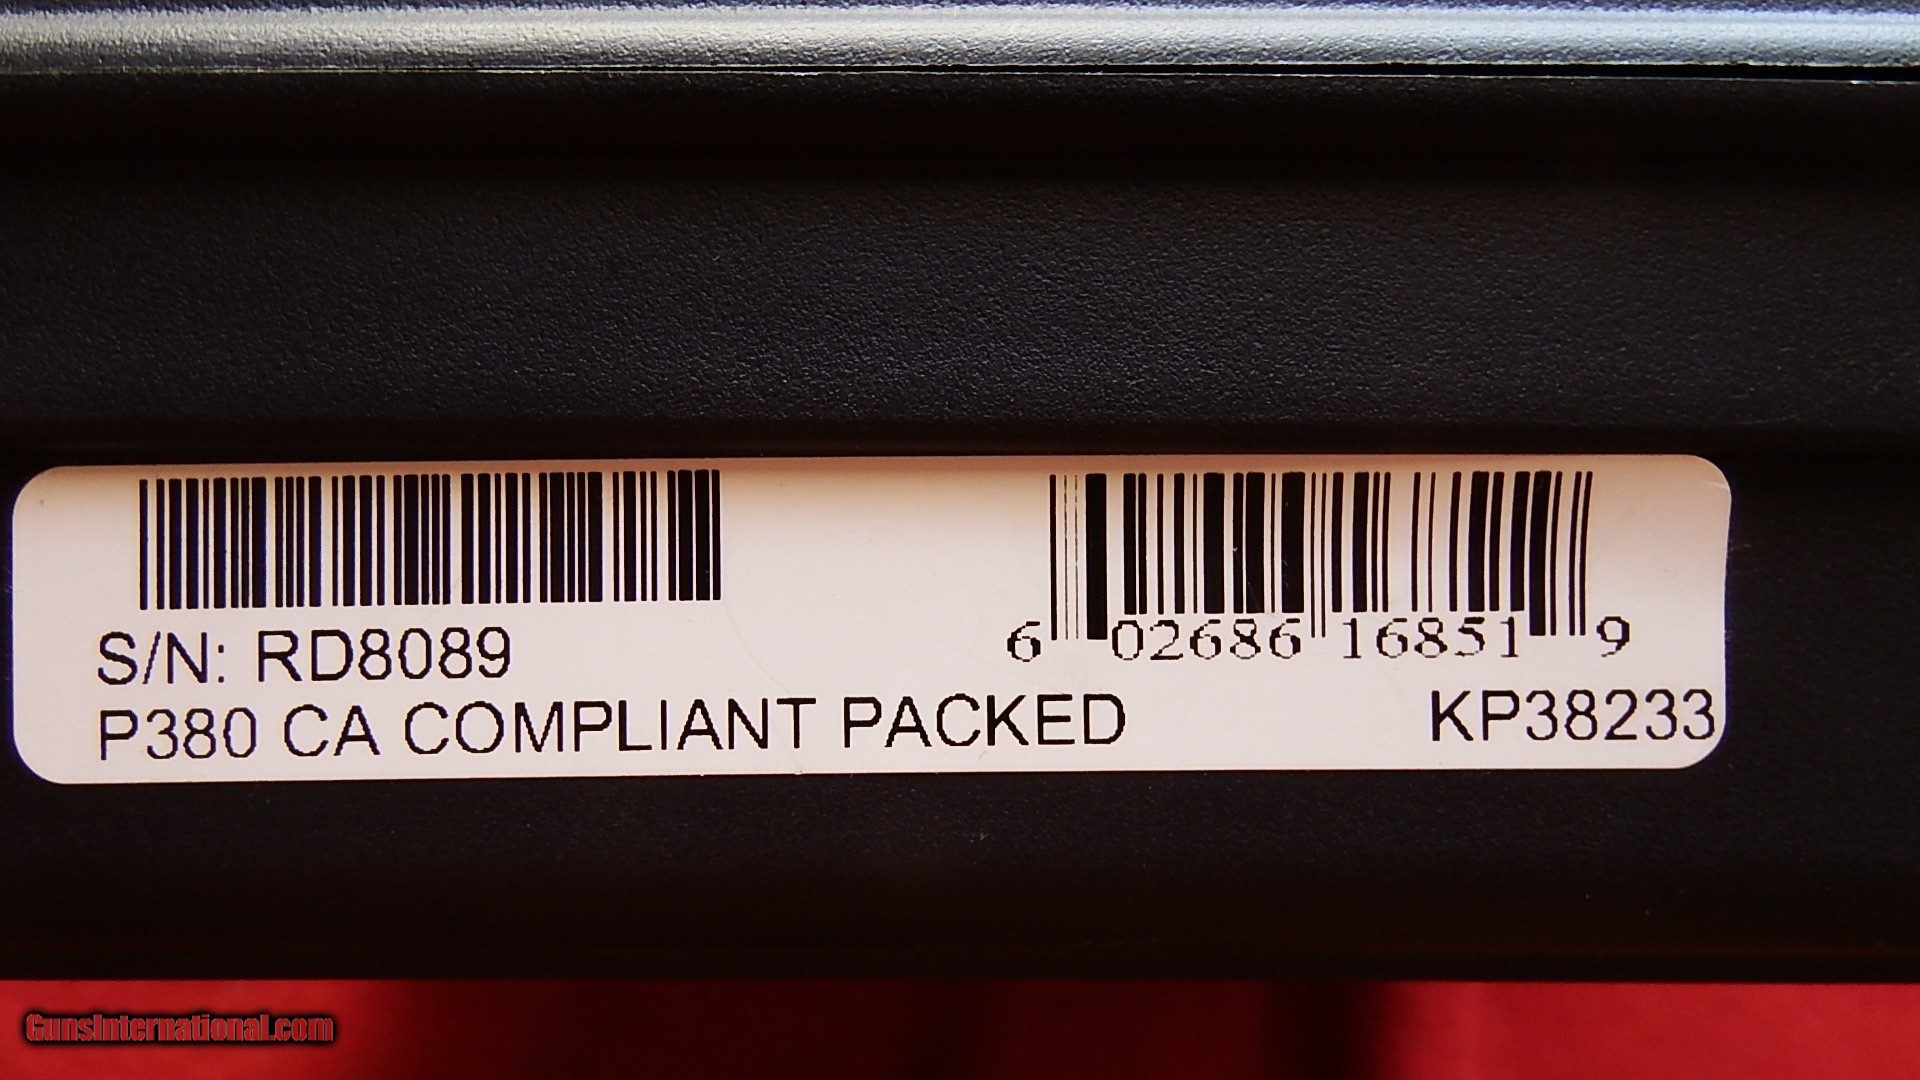 S/N: RD8089
6 02686 16851 9
P380 CA COMPLIANT PACKED KP38233
GunsInternational.com